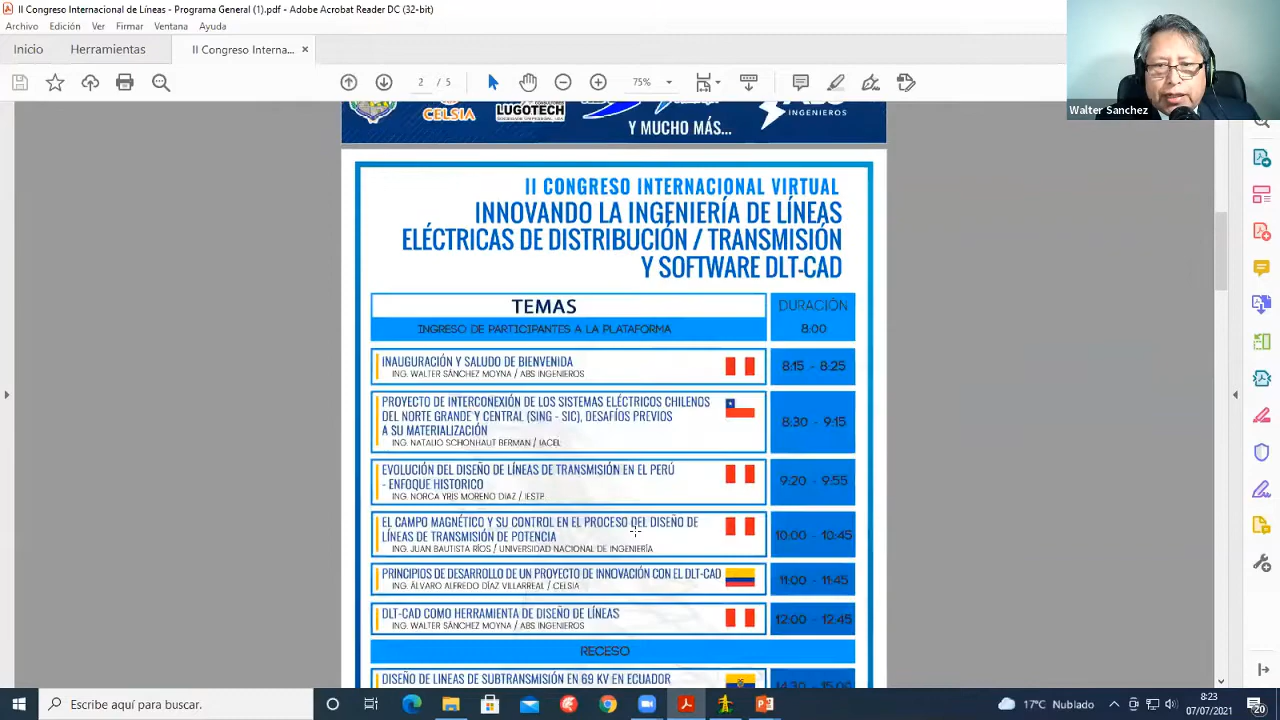 II Congreso Internacional de Líneas - Programa General (1).pdf - Adobe Acrobat Reader DC (32-bit)
Archivo Edición Ver Firmar Ventana Ayuda
Inicio Herramientas II Congreso Interna... ×
2 / 5 75%
Walter Sanchez
CELSIA
LUGOTECH
INGENIEROS
Y MUCHO MÁS...
II CONGRESO INTERNACIONAL VIRTUAL
INNOVANDO LA INGENIERÍA DE LÍNEAS
ELÉCTRICAS DE DISTRIBUCIÓN / TRANSMISIÓN
Y SOFTWARE DLT-CAD
TEMAS DURACIÓN
INGRESO DE PARTICIPANTES A LA PLATAFORMA 8:00
INAUGURACIÓN Y SALUDO DE BIENVENIDA
ING. WALTER SÁNCHEZ MOYNA / ABS INGENIEROS
8:15 - 8:25
PROYECTO DE INTERCONEXIÓN DE LOS SISTEMAS ELÉCTRICOS CHILENOS
DEL NORTE GRANDE Y CENTRAL (SING - SIC), DESAFÍOS PREVIOS
A SU MATERIALIZACIÓN
ING. NATALIO SCHONHAUT BERMAN / IACEL
8:30 - 9:15
EVOLUCIÓN DEL DISEÑO DE LÍNEAS DE TRANSMISIÓN EN EL PERÚ
- ENFOQUE HISTORICO
ING. NORCA YRIS MORENO DIAZ / IESTP
9:20 - 9:55
EL CAMPO MAGNÉTICO Y SU CONTROL EN EL PROCESO DEL DISEÑO DE
LÍNEAS DE TRANSMISIÓN DE POTENCIA
ING. JUAN BAUTISTA RÍOS / UNIVERSIDAD NACIONAL DE INGENIERÍA
10:00 - 10:45
PRINCIPIOS DE DESARROLLO DE UN PROYECTO DE INNOVACIÓN CON EL DLT-CAD
ING. ÁLVARO ALFREDO DÍAZ VILLARREAL / CELSIA
11:00 - 11:45
DLT-CAD COMO HERRAMIENTA DE DISEÑO DE LÍNEAS
ING. WALTER SÁNCHEZ MOYNA / ABS INGENIEROS
12:00 - 12:45
RECESO
DISEÑO DE LINEAS DE SUBTRANSMISIÓN EN 69 KV EN ECUADOR
14:30 - 15:00
Escribe aquí para buscar.
17°C Nublado
8:23
07/07/2021
20